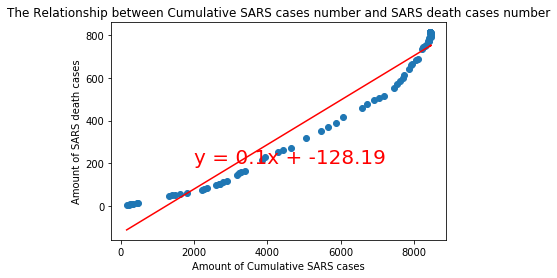 The Relationship between Cumulative SARS cases number and SARS death cases number
800
600
400
200
0
Amount of SARS death cases
y = 0.1x + -128.19
0 2000 4000 6000 8000
Amount of Cumulative SARS cases